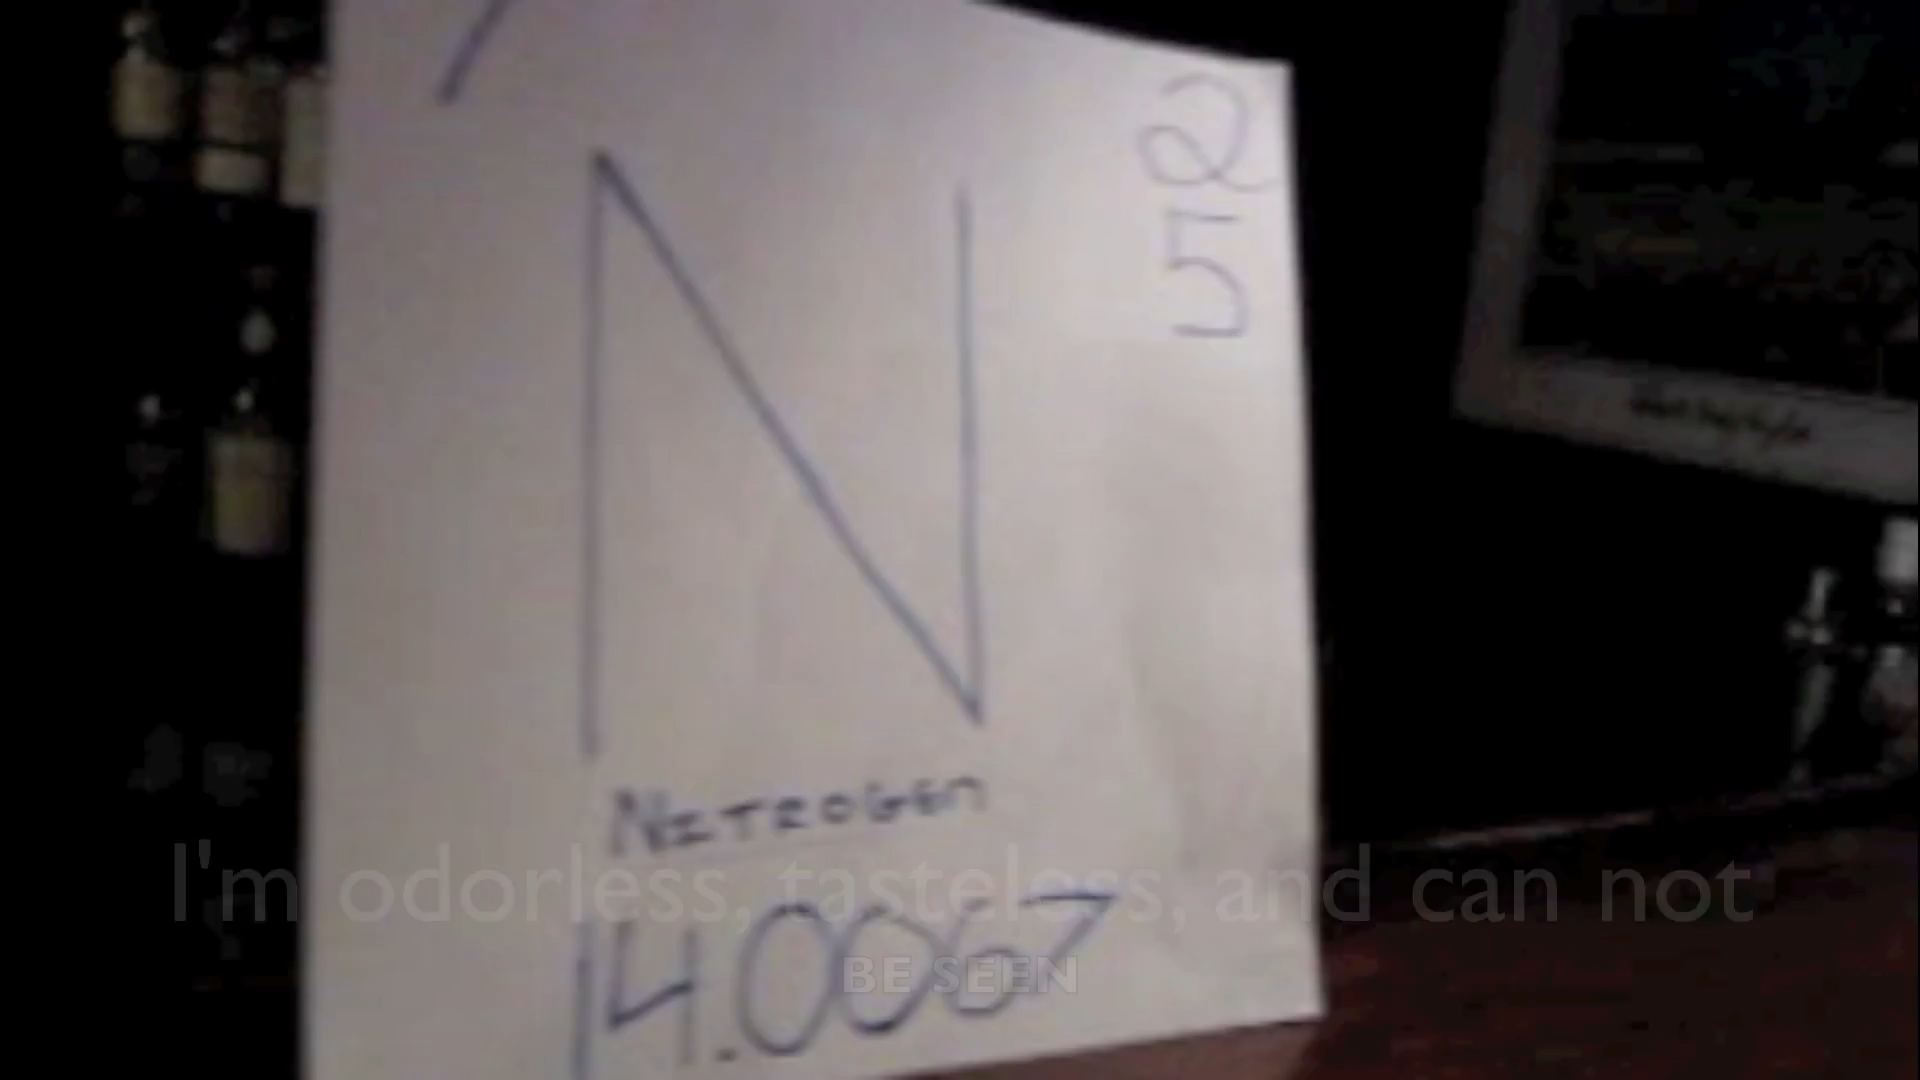 2
5
N
NITROGEn
14.0067
I'm odorless, tasteless, and can not
BE SEEN